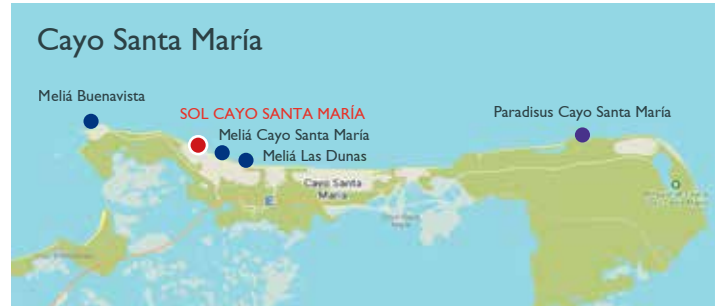 Cayo Santa María
Meliá Buenavista
SOL CAYO SANTA MARÍA
Paradisus Cayo Santa María
Meliá Cayo Santa María
Meliá Las Dunas
Cayo Santa
María